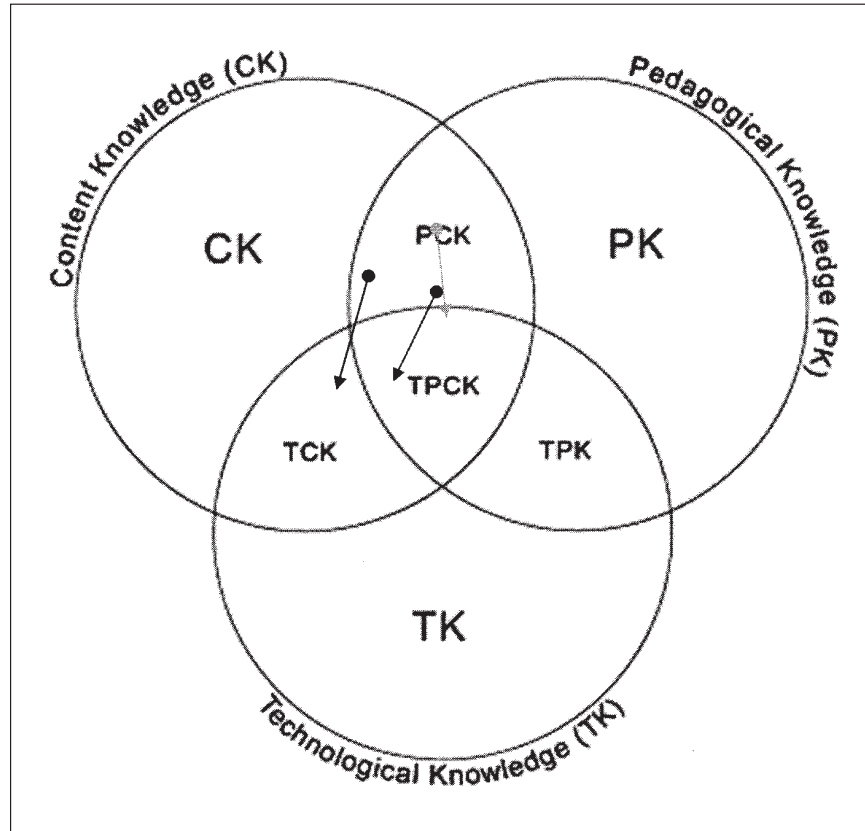 Content Knowledge (CK)
Pedagogical Knowledge (PK)
PCK
CK
PK
TPCK
TCK
TPK
TK
Technological Knowledge (TK)